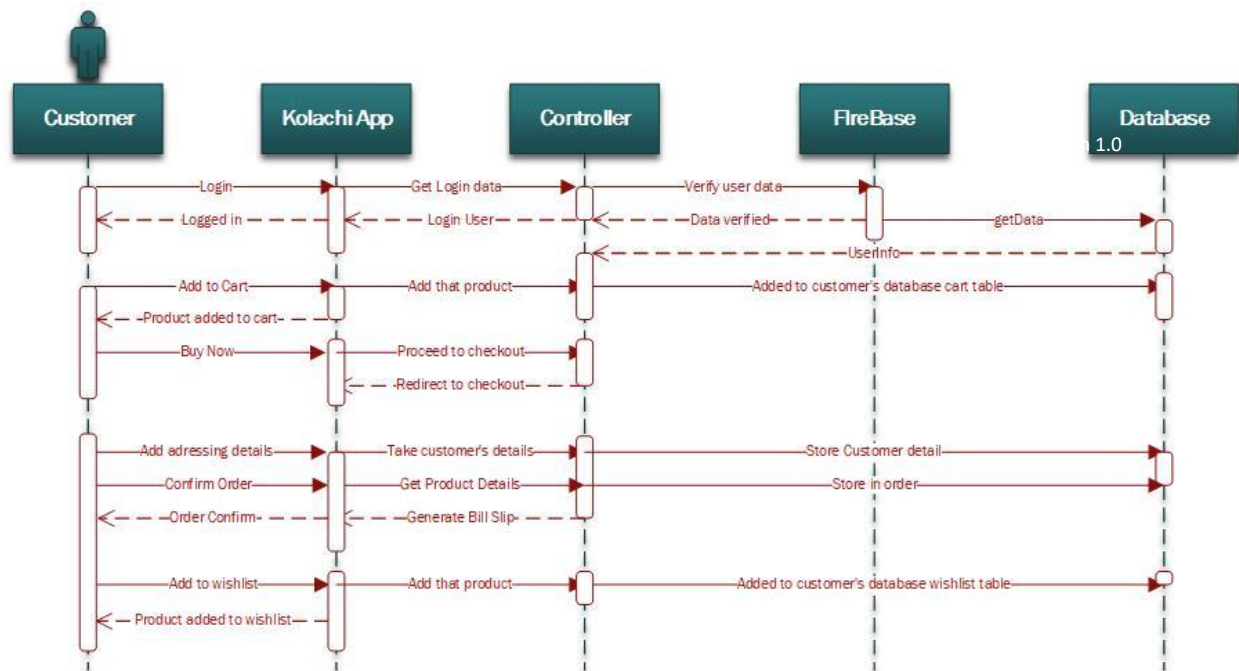 Customer
Kolachi App
Controller
FIreBase
Database
1.0
Login
Get Login data
Verify user data
Logged in
Login User
Data verified
getData
UserInfo
Add to Cart
Add that product
Added to customer's database cart table
Product added to cart
Buy Now
Proceed to checkout
Redirect to checkout
Add adressing details
Take customer's details
Store Customer detail
Confirm Order
Get Product Details
Store in order
Order Confirm
Generate Bill Slip
Add to wishlist
Add that product
Added to customer's database wishlist table
Product added to wishlist